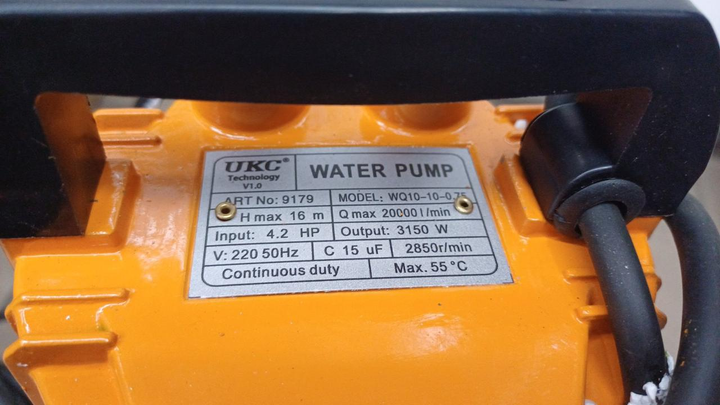 UKC®
Technology
V1.0
WATER PUMP
ART No: 9179
MODEL: WQ10-10-0.75
H max 16 m
Q max 20000 l/min
Input: 4.2 HP
Output: 3150 W
V: 220 50Hz
C 15 uF
2850r/min
Continuous duty
Max. 55°C